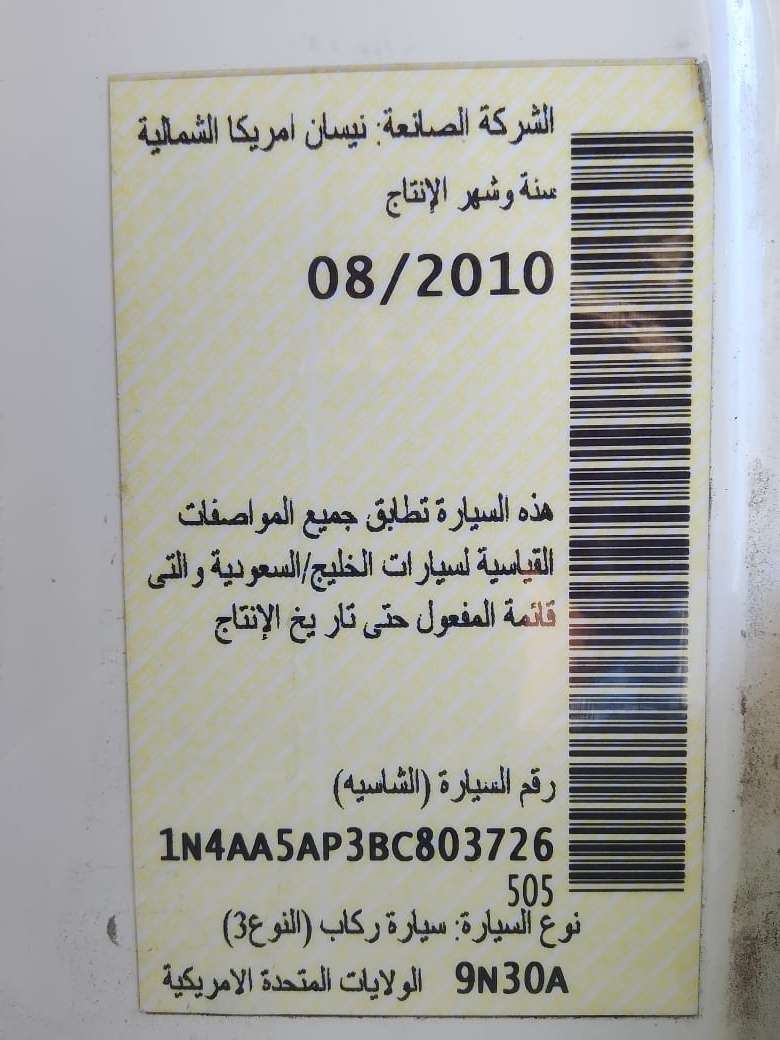 الشركة الصانعة: نيسان امريكا الشمالية
سنة وشهر الإنتاج
08/2010
هذه السيارة تطابق جميع المواصفات
القياسية لسيارات الخليج/السعودية والتى
قائمة المفعول حتى تاريخ الإنتاج
رقم السيارة (الشاسيه)
1N4AA5AP3BC803726
505
نوع السيارة: سيارة ركاب (النوع3)
9N30A الولايات المتحدة الامريكية